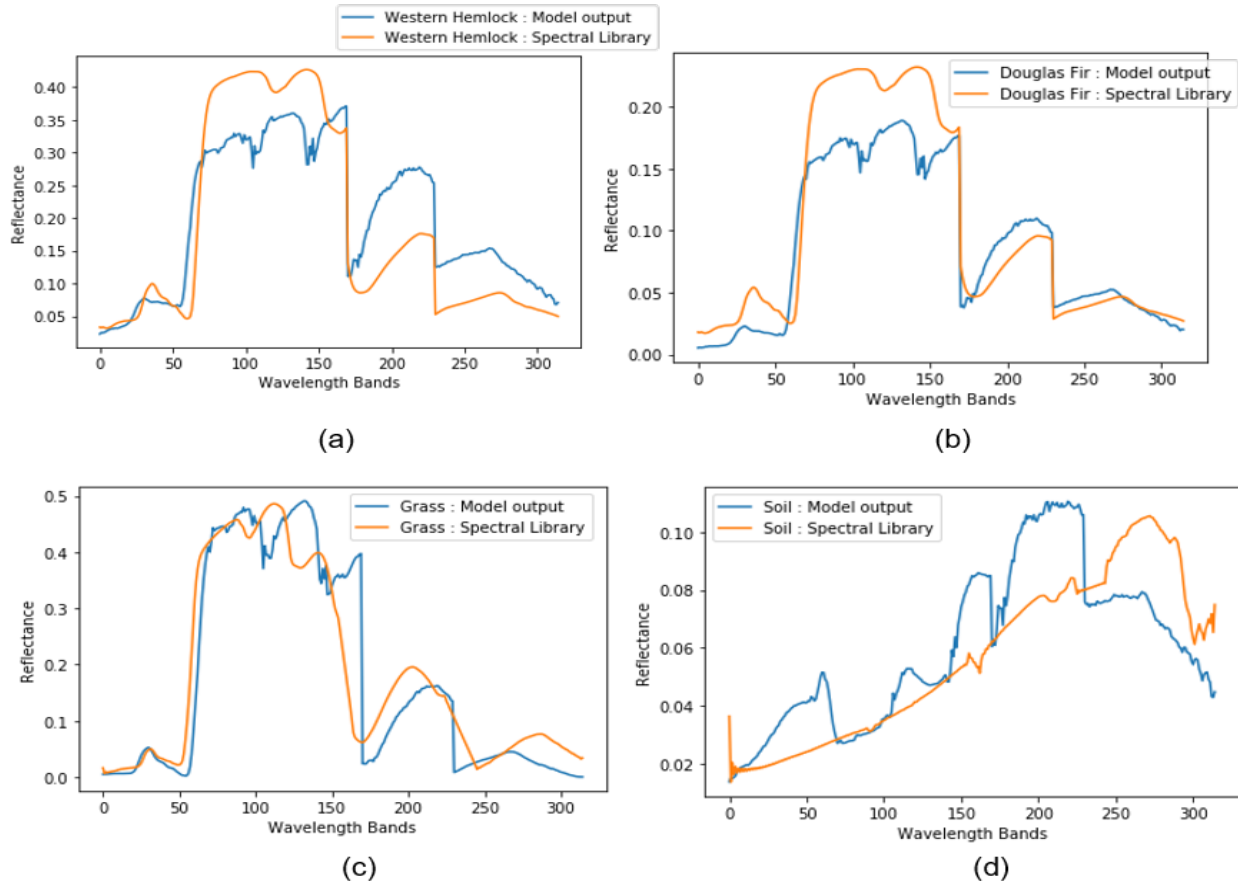 Western Hemlock : Model output
Western Hemlock : Spectral Library
0.40
0.35
0.30
0.25
0.20
0.15
0.10
0.05
Reflectance
0 50 100 150 200 250 300
Wavelength Bands
(a)
Douglas Fir : Model output
Douglas Fir : Spectral Library
0.20
0.15
0.10
0.05
0.00
Reflectance
0 50 100 150 200 250 300
Wavelength Bands
(b)
Grass : Model output
Grass : Spectral Library
0.5
0.4
0.3
0.2
0.1
0.0
Reflectance
0 50 100 150 200 250 300
Wavelength Bands
(c)
Soil : Model output
Soil : Spectral Library
0.10
0.08
0.06
0.04
0.02
Reflectance
0 50 100 150 200 250 300
Wavelength Bands
(d)